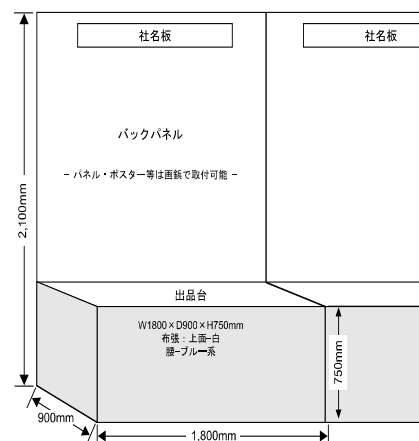 社名板
社名板
バックパネル
- パネル・ポスター等は画鋲で取付可能 -
2,100mm
出品台
W1800×D900×H750mm
布張：上面-白
腰-ブルー系
750mm
900mm
1,800mm